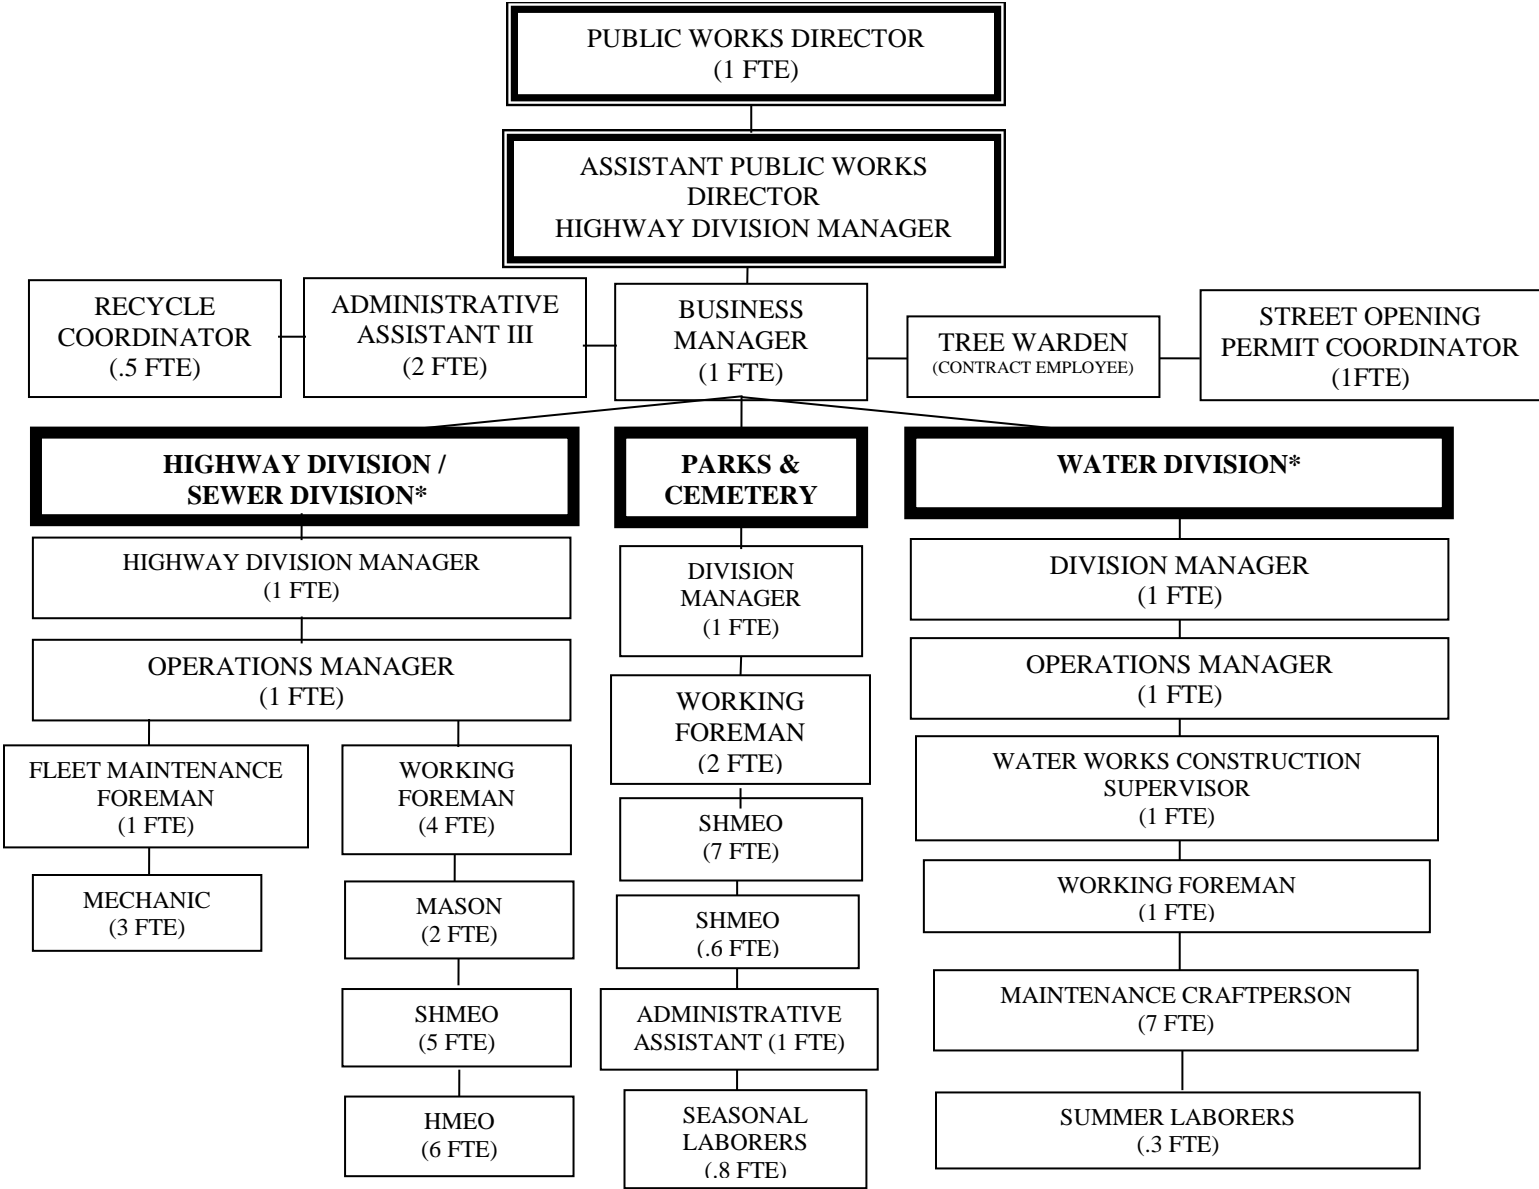 PUBLIC WORKS DIRECTOR
(1 FTE)
ASSISTANT PUBLIC WORKS
DIRECTOR
HIGHWAY DIVISION MANAGER
RECYCLE
COORDINATOR
(.5 FTE)
ADMINISTRATIVE
ASSISTANT III
(2 FTE)
BUSINESS
MANAGER
(1 FTE)
TREE WARDEN
(CONTRACT EMPLOYEE)
STREET OPENING
PERMIT COORDINATOR
(1FTE)
HIGHWAY DIVISION /
SEWER DIVISION*
PARKS &
CEMETERY
WATER DIVISION*
HIGHWAY DIVISION MANAGER
(1 FTE)
OPERATIONS MANAGER
(1 FTE)
FLEET MAINTENANCE
FOREMAN
(1 FTE)
MECHANIC
(3 FTE)
WORKING
FOREMAN
(4 FTE)
MASON
(2 FTE)
SHMEO
(5 FTE)
HMEO
(6 FTE)
DIVISION
MANAGER
(1 FTE)
WORKING
FOREMAN
(2 FTE)
SHMEO
(7 FTE)
SHMEO
(.6 FTE)
ADMINISTRATIVE
ASSISTANT (1 FTE)
SEASONAL
LABORERS
(.8 FTE)
DIVISION MANAGER
(1 FTE)
OPERATIONS MANAGER
(1 FTE)
WATER WORKS CONSTRUCTION
SUPERVISOR
(1 FTE)
WORKING FOREMAN
(1 FTE)
MAINTENANCE CRAFTPERSON
(7 FTE)
SUMMER LABORERS
(.3 FTE)